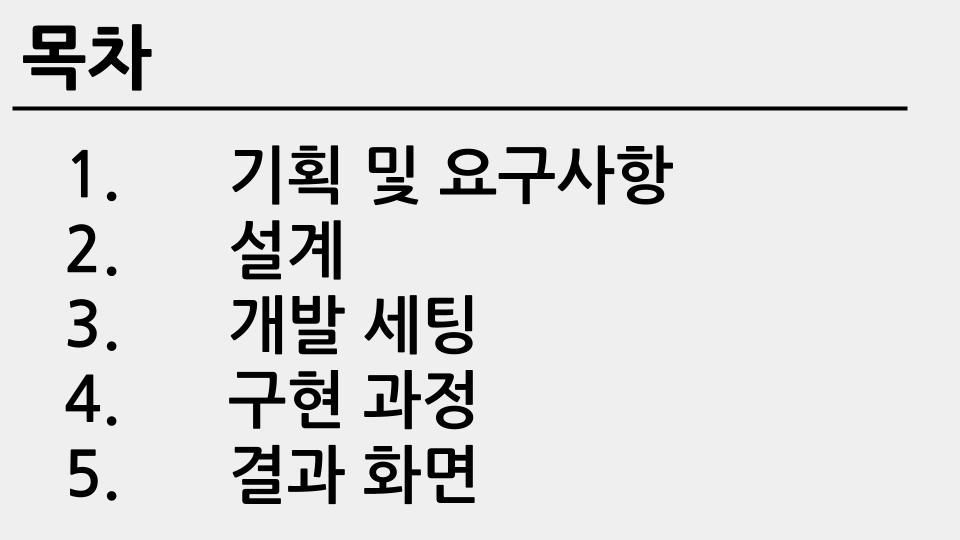 목차
1. 기획 및 요구사항
2. 설계
3. 개발 세팅
4. 구현 과정
5. 결과 화면